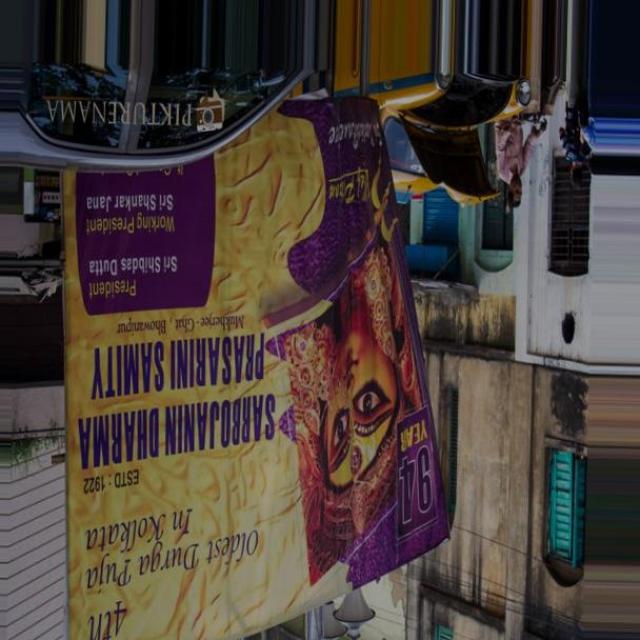 4th
Oldest Durga Puja
In Kolkata
ESTD : 1927
SARBOJANIN DHARMA
PRASARINI SAMITY
Mukherjee Ghat Bhowanipur
President
Sri Shibdas Dutta
Working President
Sri Shankar Jana
94
YEAR
PIKTURENAMA